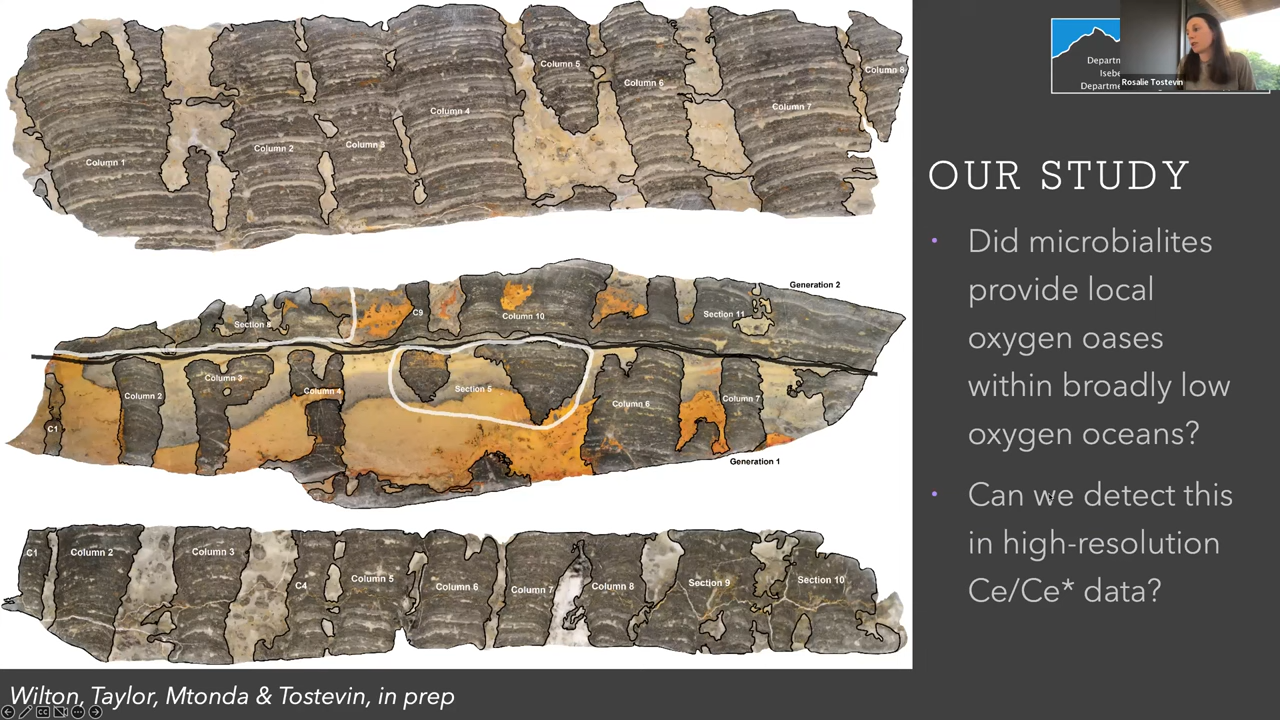 Column 1
Column 2
Column 3
Column 4
Column 5
Column 6
Column 7
Column 8
Generation 2
Section 8
C9
Column 10
Section 11
C1
Column 2
Column 3
Column 4
Section 5
Column 6
Column 7
Generation 1
C1
Column 2
Column 3
C4
Column 5
Column 6
Column 7
Column 8
Section 9
Section 10
Wilton, Taylor, Mtonda & Tostevin, in prep
Rosalie Tostevin
OUR STUDY
• Did microbialites
provide local
oxygen oases
within broadly low
oxygen oceans?
• Can we detect this
in high-resolution
Ce/Ce* data?